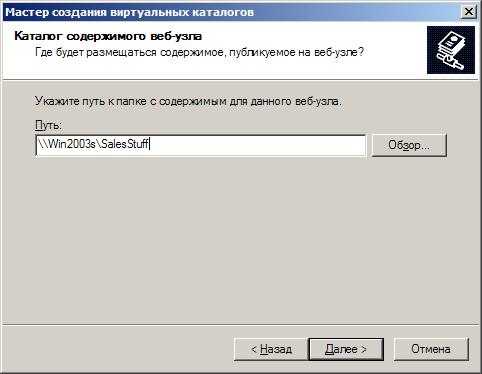 Мастер создания виртуальных каталогов
Каталог содержимого веб-узла
Где будет размещаться содержимое, публикуемое на веб-узле?
Укажите путь к папке с содержимым для данного веб-узла.
Путь:
\\Win2003s\SalesStuff
Обзор...
< Назад
Далее >
Отмена